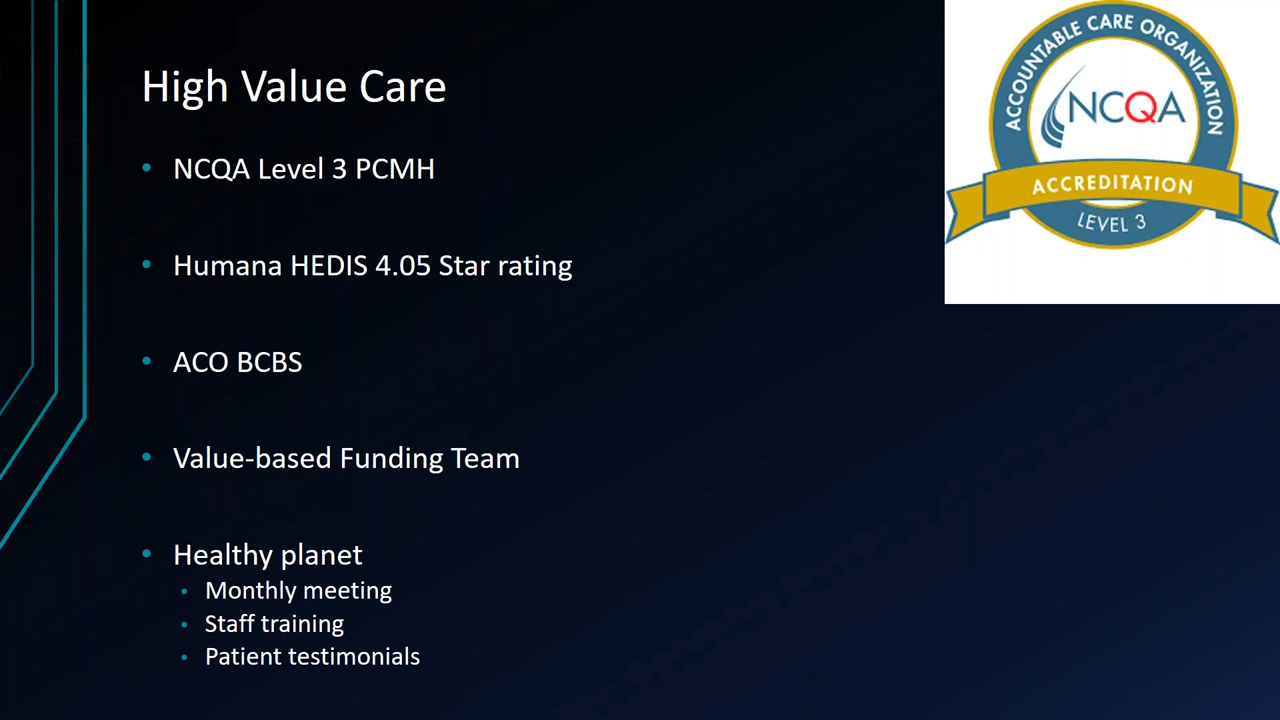 High Value Care
• NCQA Level 3 PCMH
• Humana HEDIS 4.05 Star rating
• ACO BCBS
• Value-based Funding Team
• Healthy planet
• Monthly meeting
• Staff training
• Patient testimonials
ACCOUNTABLE CARE ORGANIZATION
NCQA
ACCREDITATION
LEVEL 3